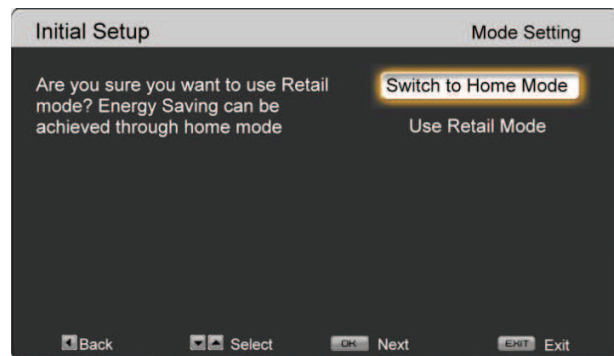 Initial Setup
Mode Setting
Are you sure you want to use Retail
mode? Energy Saving can be
achieved through home mode
Switch to Home Mode
Use Retail Mode
Back
Select
OK Next
EXIT Exit